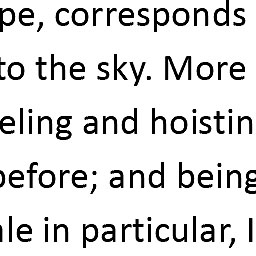 pe, corresponds
to the sky. More
eling and hoistin
before; and being
ale in particular, I